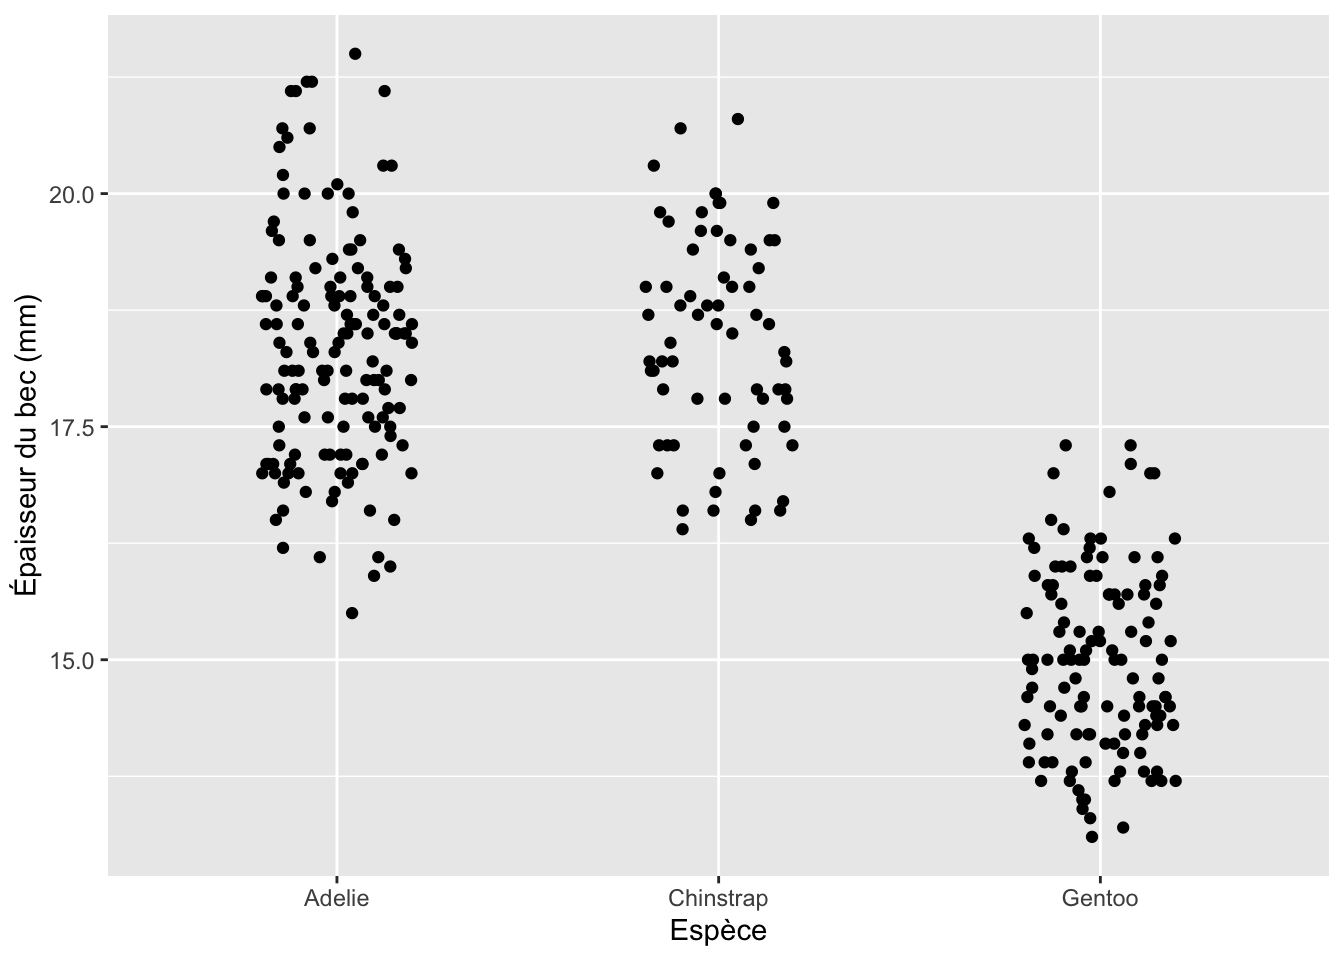 Épaisseur du bec (mm)
20.0
17.5
15.0
Adelie
Chinstrap
Gentoo
Espèce